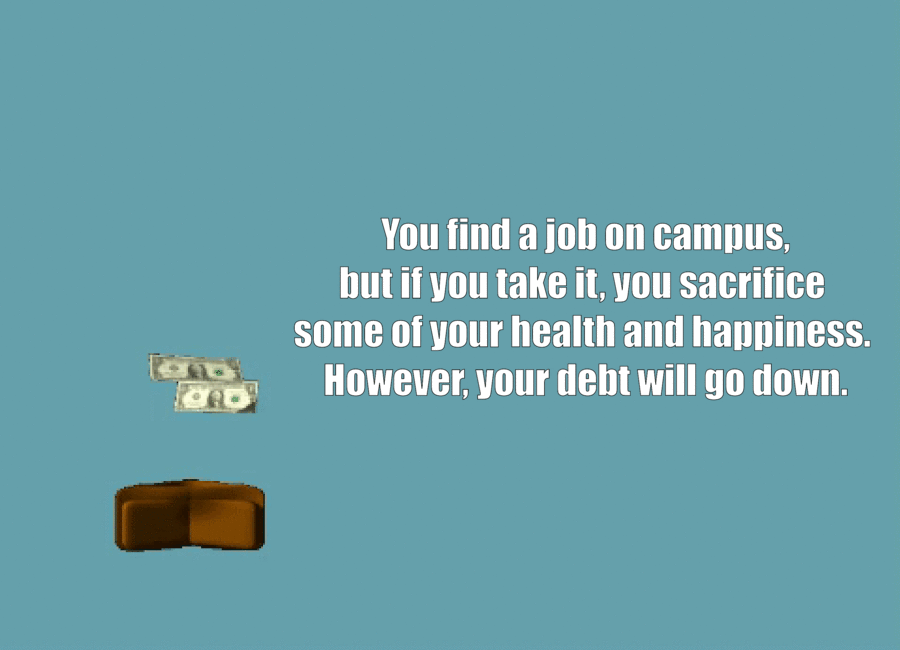 You find a job on campus,
but if you take it, you sacrifice
some of your health and happiness.
However, your debt will go down.